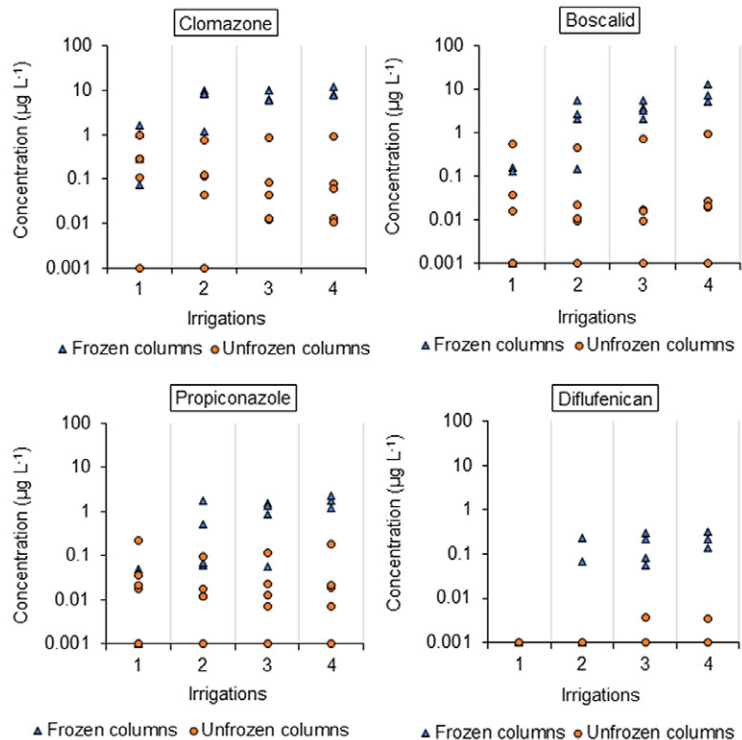 Clomazone
Concentration (µg L-1)
100
10
1
0.1
0.01
0.001
1 2 3 4
Irrigations
Frozen columns Unfrozen columns
Boscalid
Concentration (µg L-1)
100
10
1
0.1
0.01
0.001
1 2 3 4
Irrigations
Frozen columns Unfrozen columns
Propiconazole
Concentration (µg L-1)
100
10
1
0.1
0.01
0.001
1 2 3 4
Irrigations
Frozen columns Unfrozen columns
Diflufenican
Concentration (µg L-1)
100
10
1
0.1
0.01
0.001
1 2 3 4
Irrigations
Frozen columns Unfrozen columns